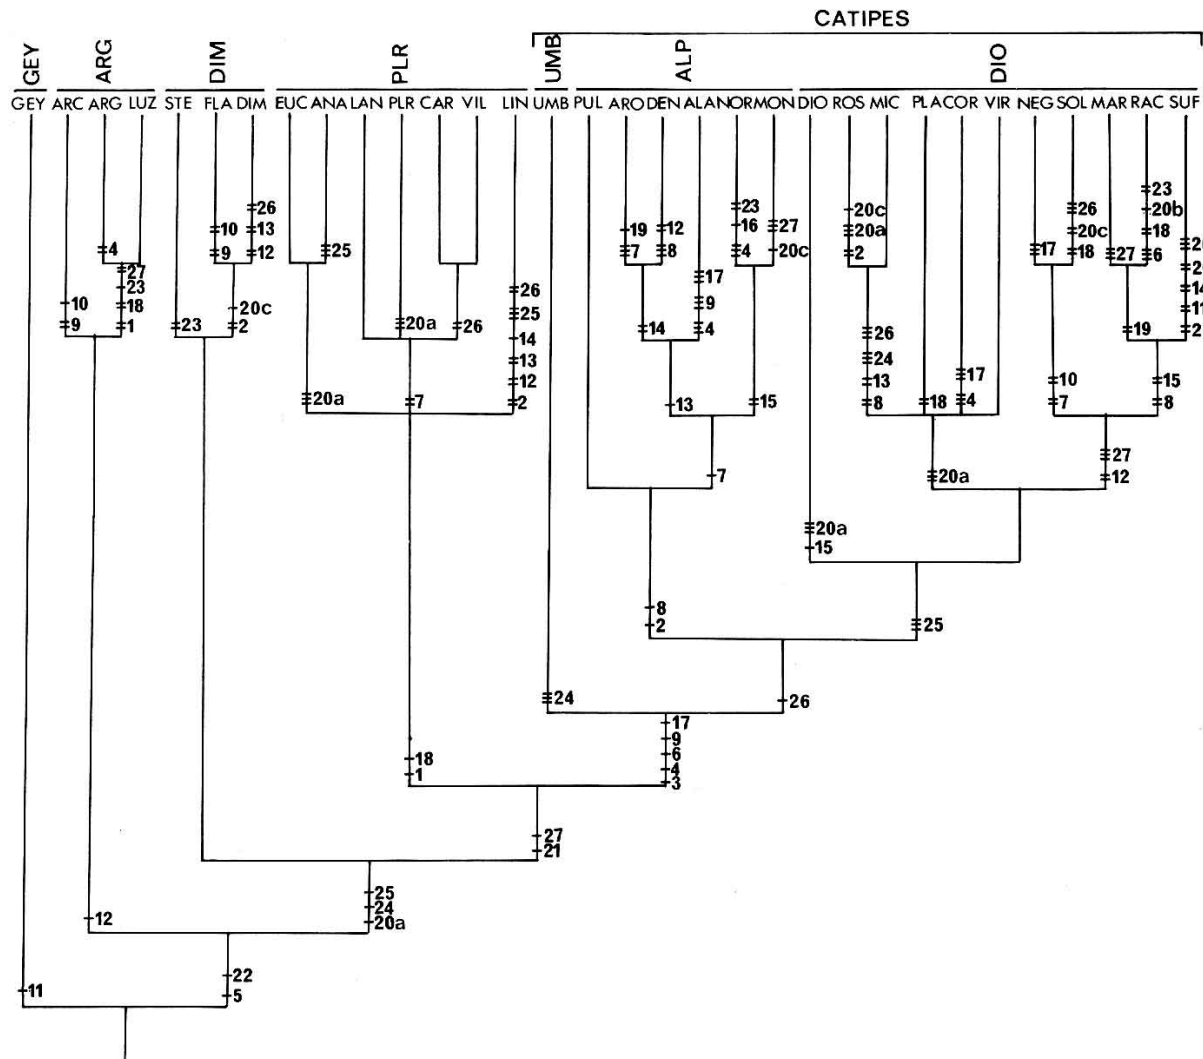 CATIPES
GEY ARG DIM PLR UMB ALP DIO
GEY ARC ARG LUZ STE FLA DIM EUC ANA LAN PLR CAR VIL LIN UMB PUL ARO DEN ALA NOR MON DIO ROS MIC PLA COR VIR NEG SOL MAR RAC SUF
23
26 23 20c 26 20b
10 13 19 12 16 27 20a 20c 18
4 9 12 25 7 8 4 20c 2 17 18 27 6
27 17
23 26
10 18 20c 9 25 14
9 1 23 2 20a 26 14 14 4 26 19
13 24 17 10 15
20a 7 12 2 13 15 13 8 18 4 7 8
7 20a 27 12
20a
15
8
2 25
24 26
17
9
18 6
1 4
3
27
21
25
24
12 20a
22
11 5